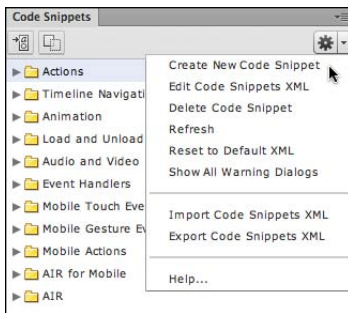 Code Snippets
Actions
Timeline Navigati
Animation
Load and Unload
Audio and Video
Event Handlers
Mobile Touch Eve
Mobile Gesture Ev
Mobile Actions
AIR for Mobile
AIR
Create New Code Snippet
Edit Code Snippets XML
Delete Code Snippet
Refresh
Reset to Default XML
Show All Warning Dialogs
Import Code Snippets XML
Export Code Snippets XML
Help...